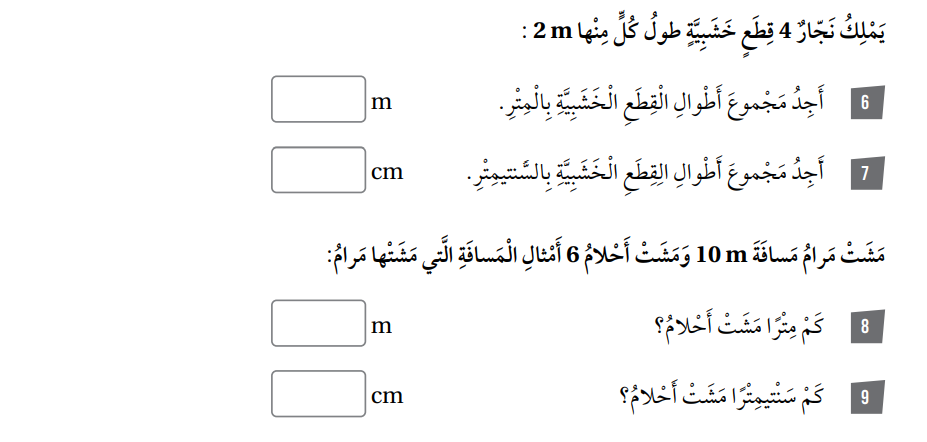 يَمْلِكُ نَجّارٌ 4 قِطَعٍ خَشَبِيَّةٍ طولُ كُلٍّ مِنْها 2 m :
6 أَجِدُ مَجْموعَ أَطْوالِ الْقِطَعِ الْخَشَبِيَّةِ بِالْمِتْرِ. m
7 أَجِدُ مَجْموعَ أَطْوالِ الِقِطَعِ الْخَشَبِيَّةِ بِالسَّنتيمِتْرِ. cm
مَشَتْ مَرامُ مَسافَةَ 10 m وَمَشَتْ أَحْلامُ 6 أَمْثالِ الْمَسافَةِ الَّتي مَشَتْها مَرامُ:
8 كَمْ مِتْرًا مَشَتْ أَحْلامُ؟ m
9 كَمْ سَنْتيمِتْرًا مَشَتْ أَحْلامُ؟ cm